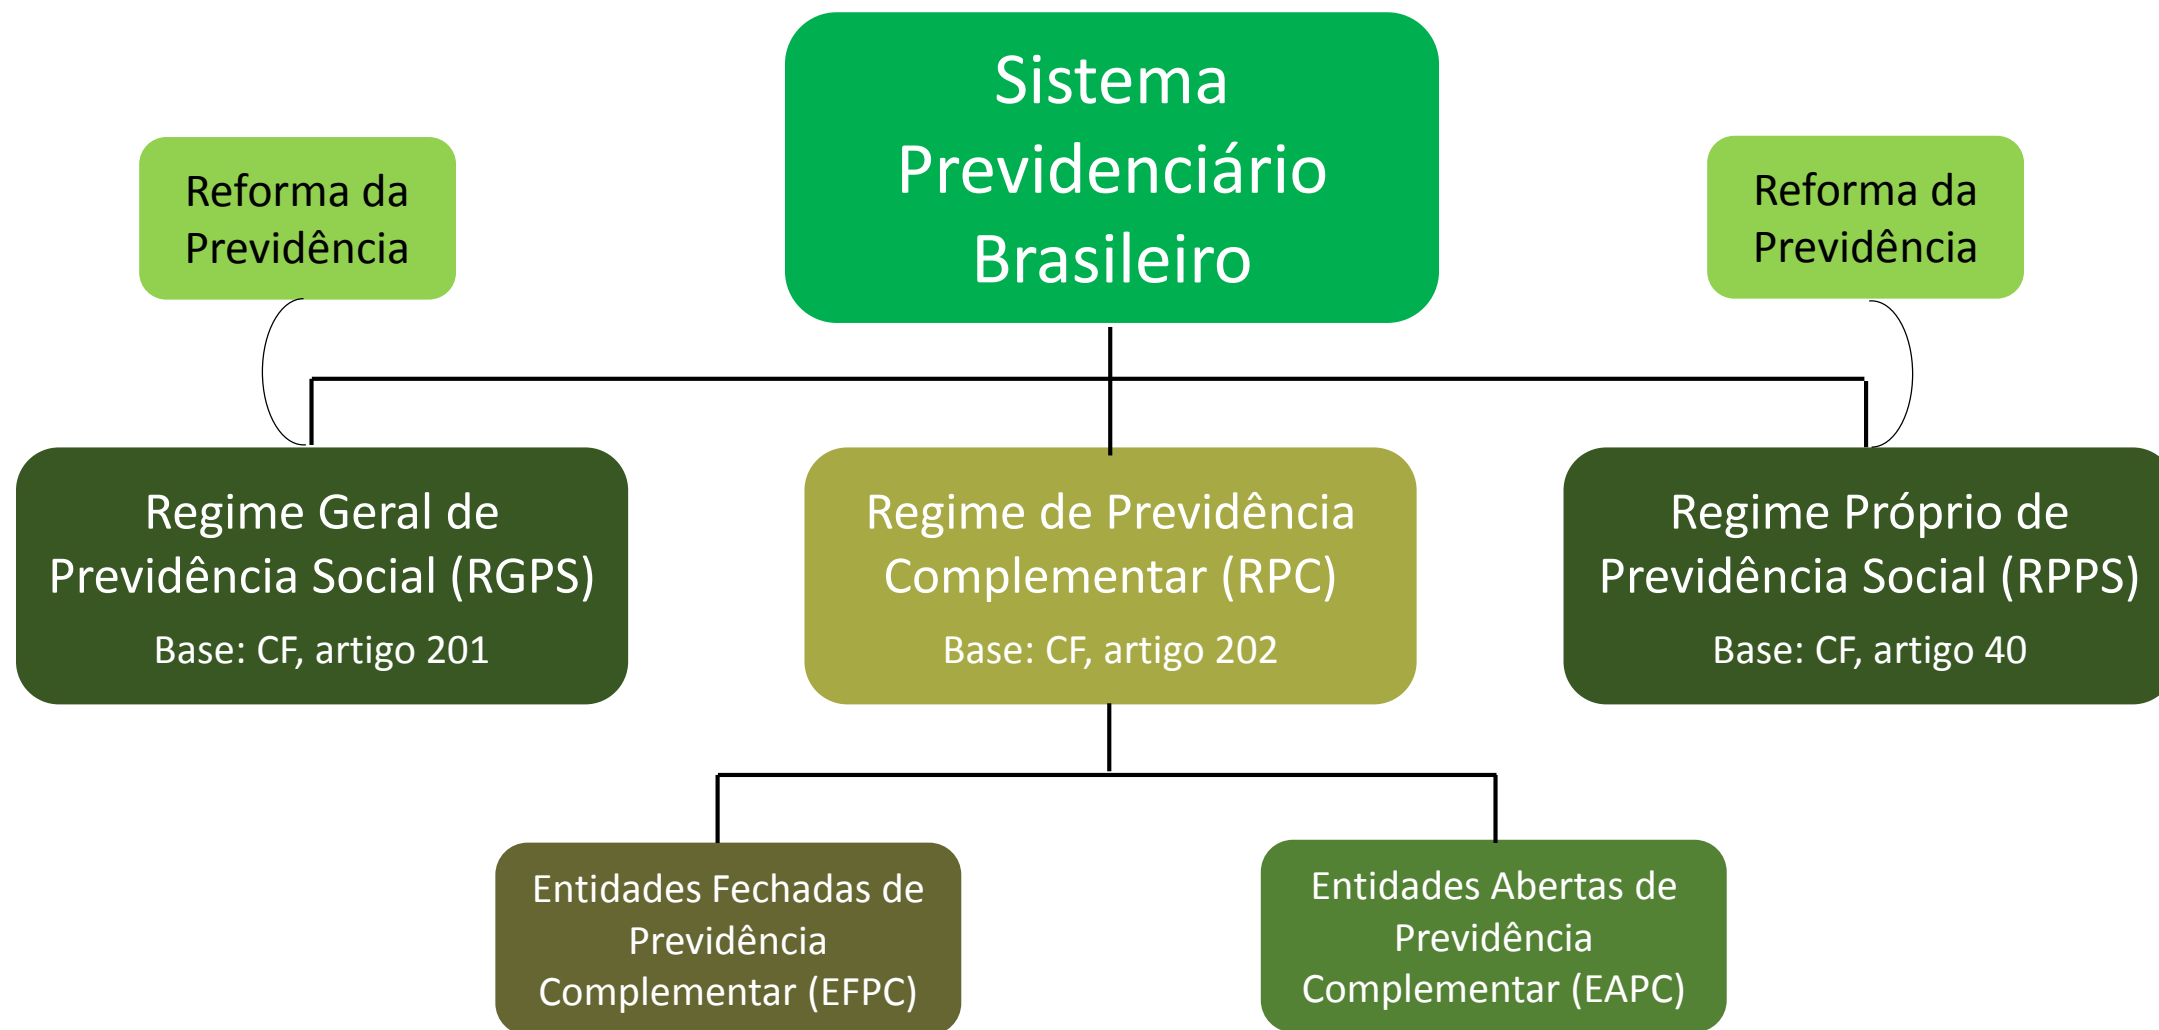 Sistema
Previdenciário
Brasileiro
Reforma da
Previdência
Reforma da
Previdência
Regime Geral de
Previdência Social (RGPS)
Base: CF, artigo 201
Regime de Previdência
Complementar (RPC)
Base: CF, artigo 202
Regime Próprio de
Previdência Social (RPPS)
Base: CF, artigo 40
Entidades Fechadas de
Previdência
Complementar (EFPC)
Entidades Abertas de
Previdência
Complementar (EAPC)